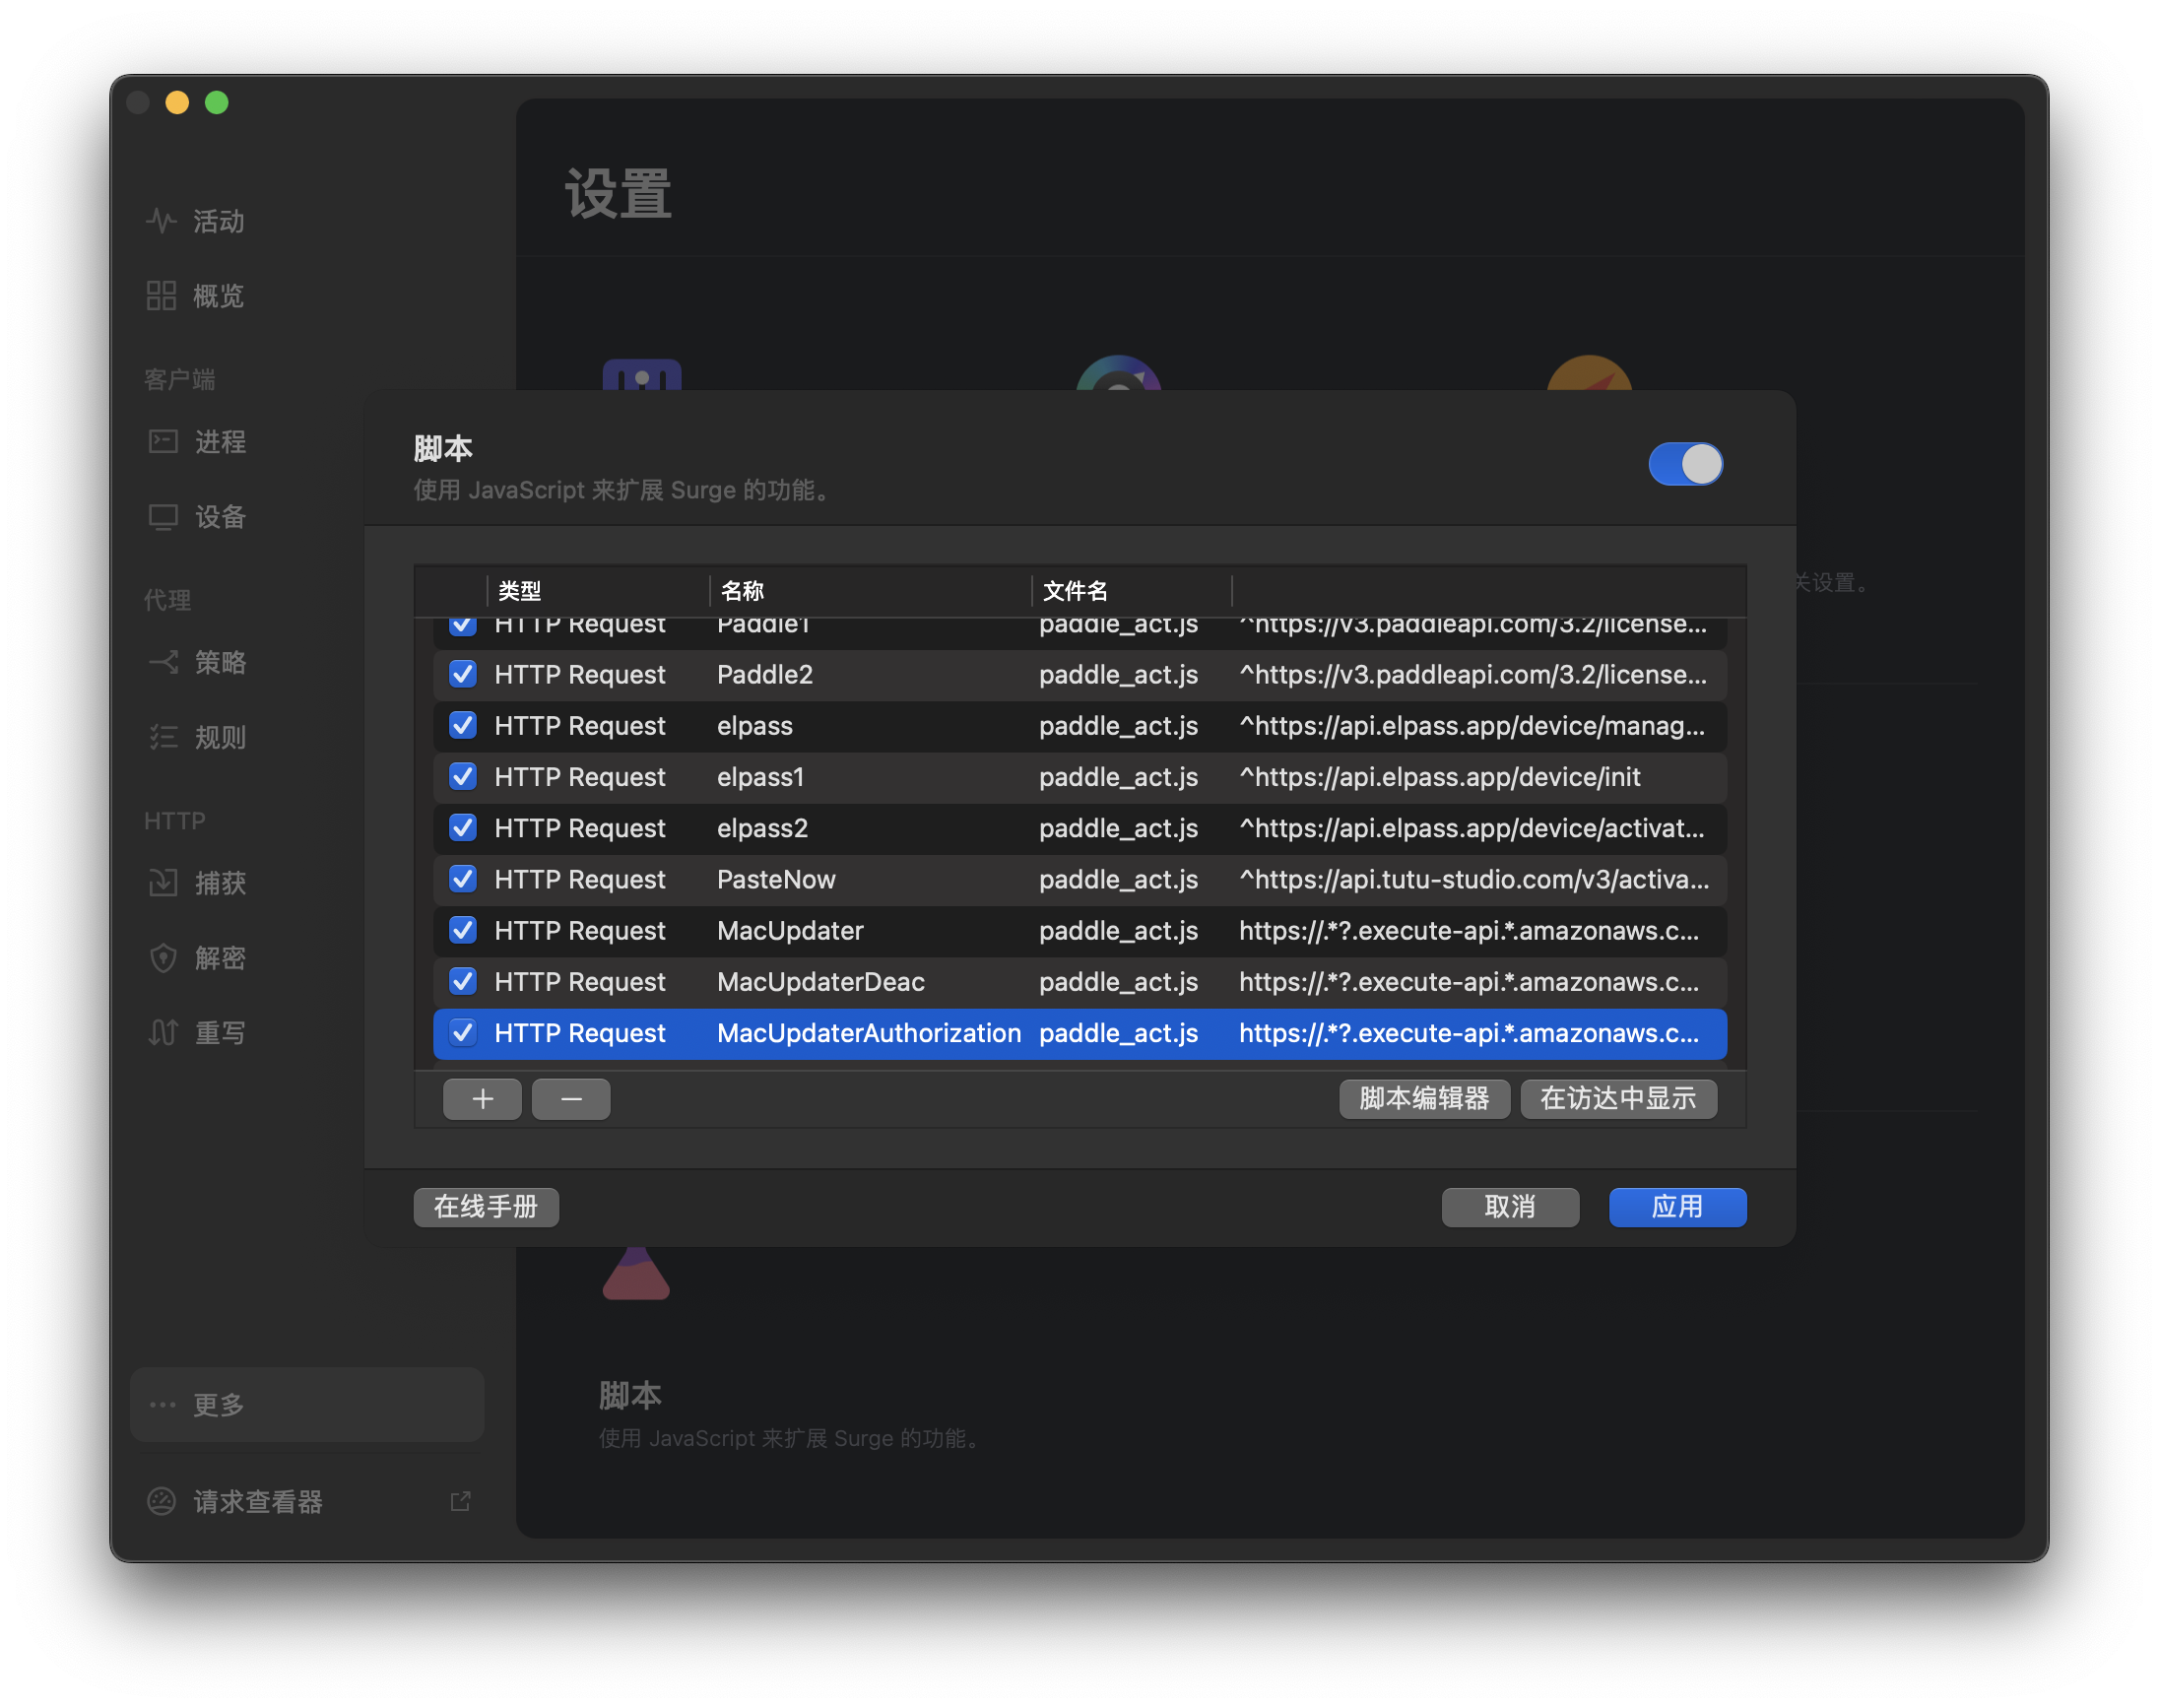 设置
活动
概览
客户端
进程
设备
代理
策略
规则
HTTP
捕获
解密
重写
更多
请求查看器
关设置。
脚本
使用 JavaScript 来扩展 Surge 的功能。
类型 名称 文件名
HTTP Request Paddle1 paddle_act.js ^https://v3.paddleapi.com/3.2/license...
HTTP Request Paddle2 paddle_act.js ^https://v3.paddleapi.com/3.2/license...
HTTP Request elpass paddle_act.js ^https://api.elpass.app/device/manag...
HTTP Request elpass1 paddle_act.js ^https://api.elpass.app/device/init
HTTP Request elpass2 paddle_act.js ^https://api.elpass.app/device/activat...
HTTP Request PasteNow paddle_act.js ^https://api.tutu-studio.com/v3/activa...
HTTP Request MacUpdater paddle_act.js https://.*?.execute-api.*.amazonaws.c...
HTTP Request MacUpdaterDeac paddle_act.js https://.*?.execute-api.*.amazonaws.c...
HTTP Request MacUpdaterAuthorization paddle_act.js https://.*?.execute-api.*.amazonaws.c...
脚本编辑器 在访达中显示
在线手册 取消 应用
脚本
使用 JavaScript 来扩展 Surge 的功能。